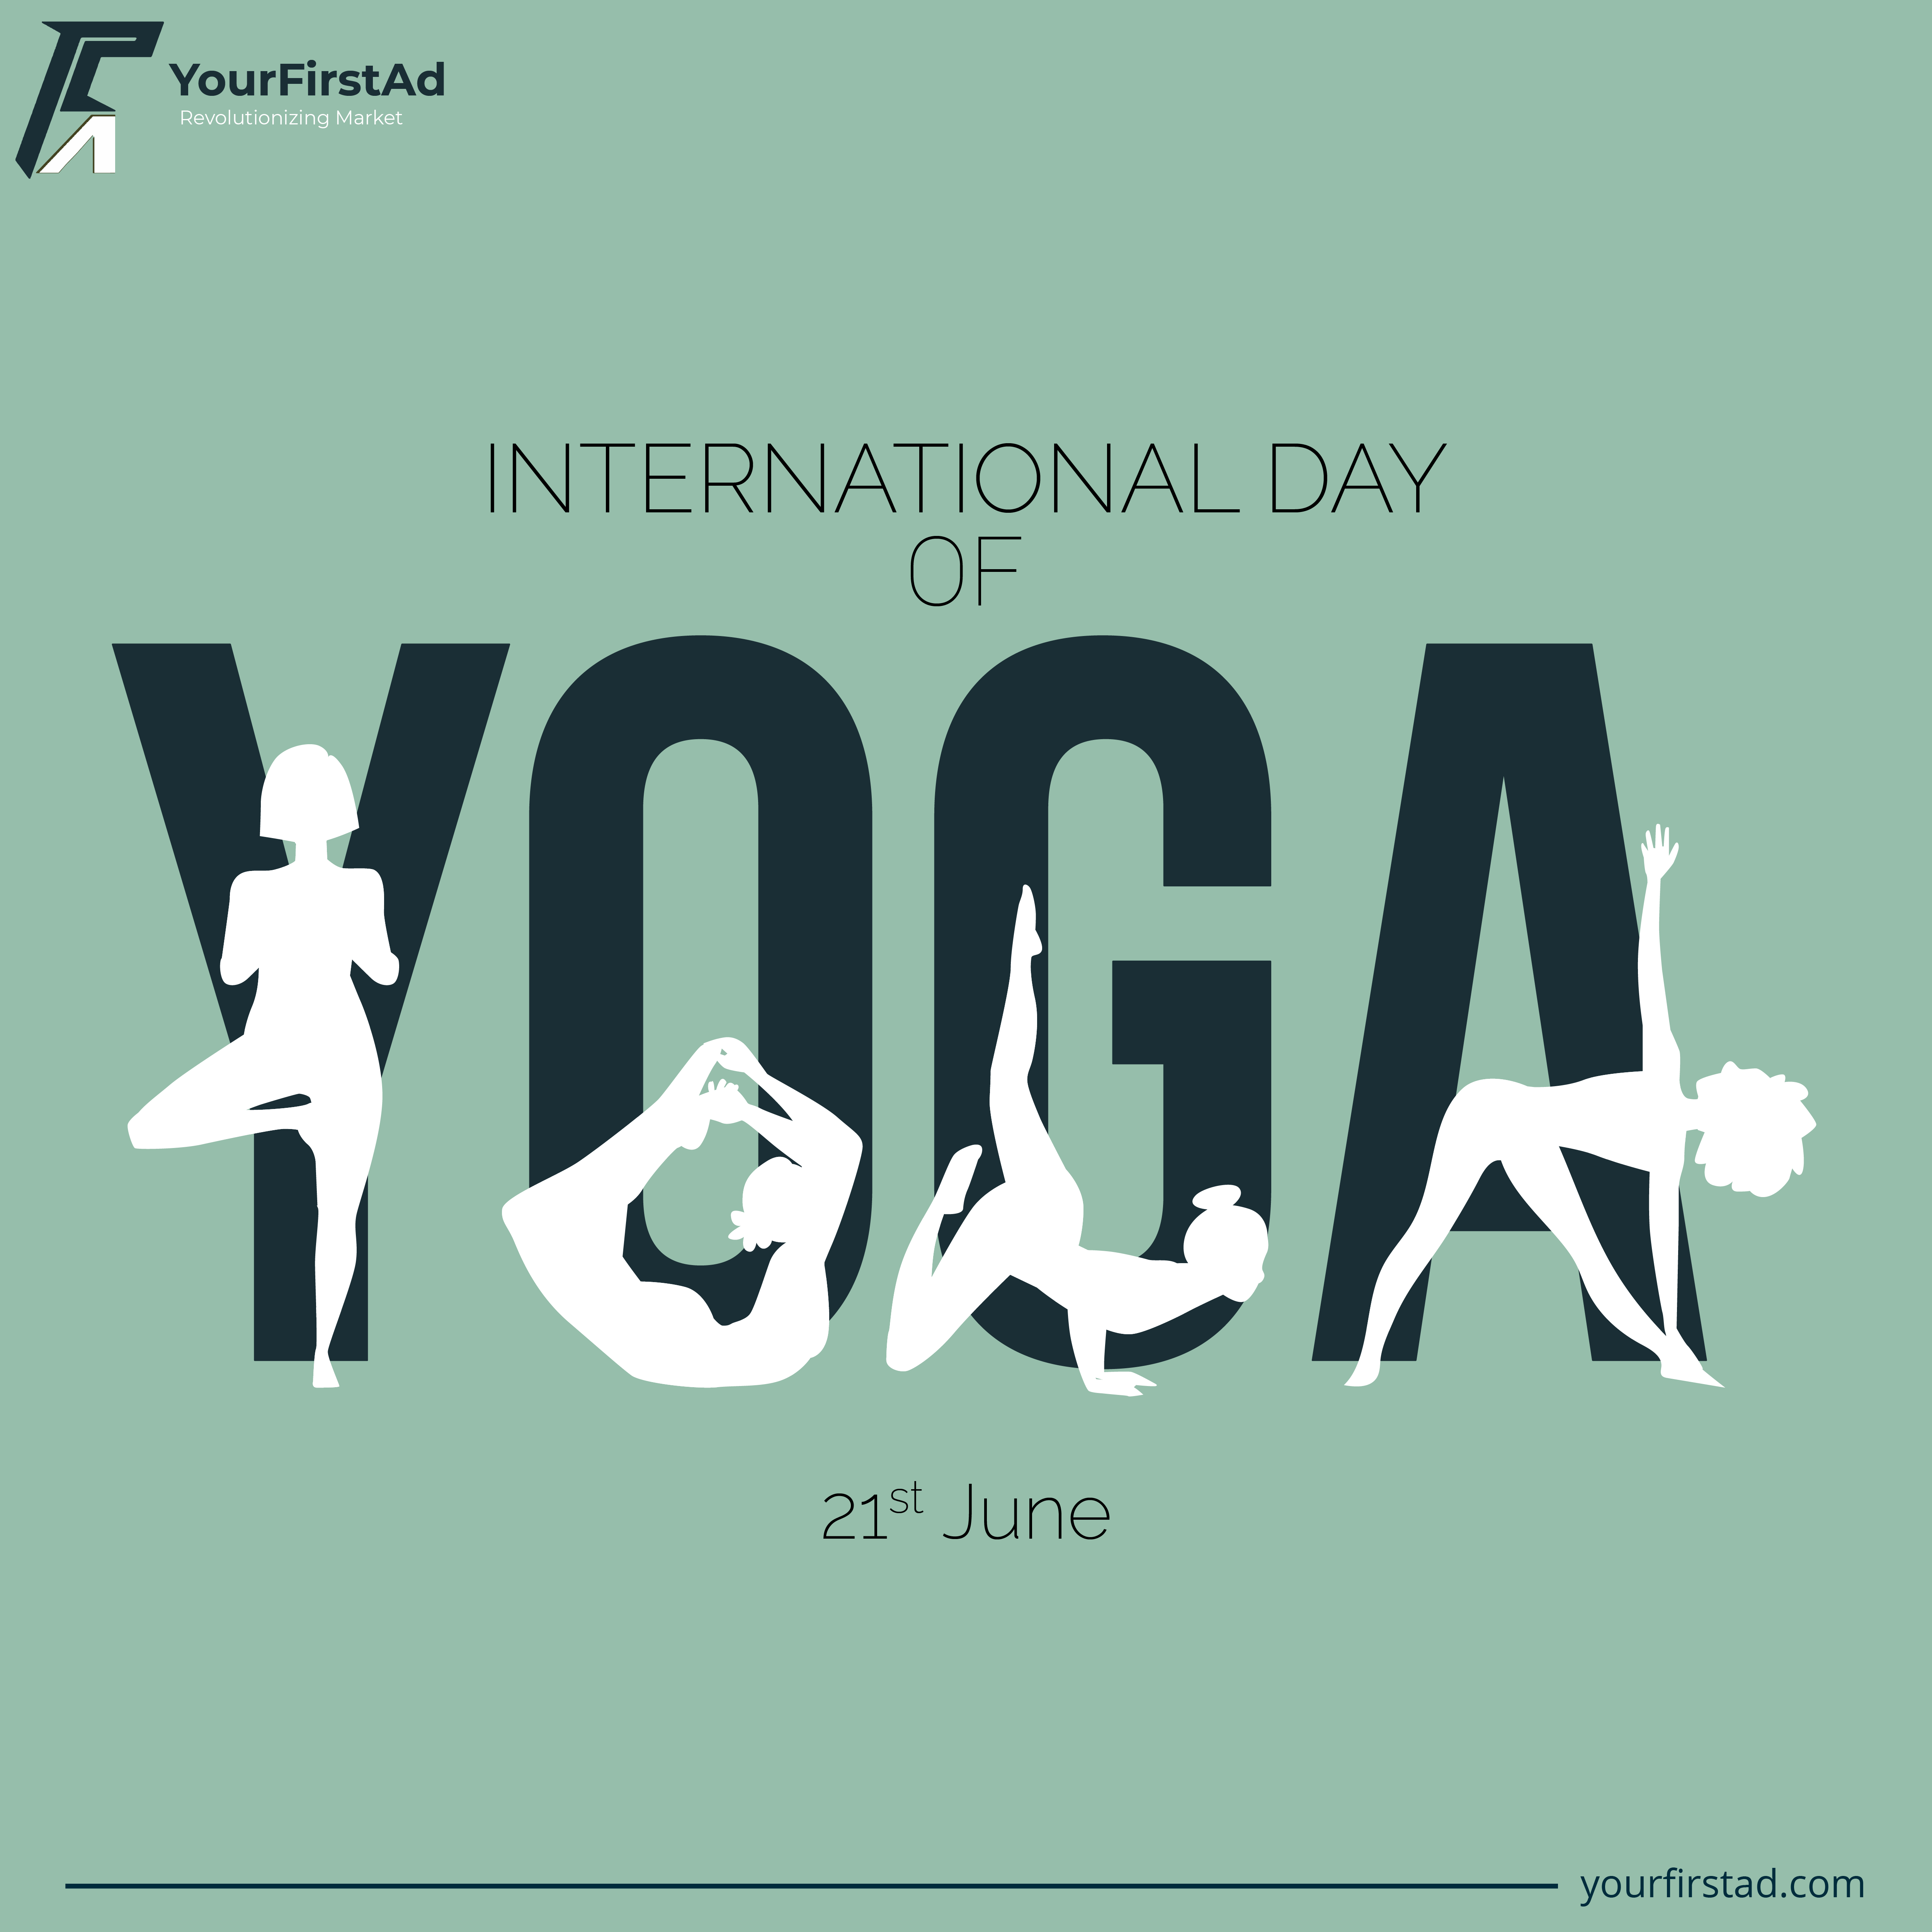 YourFirstAd
Revolutionizing Market
INTERNATIONAL DAY
OF
YOGA
21st June
yourfirstad.com